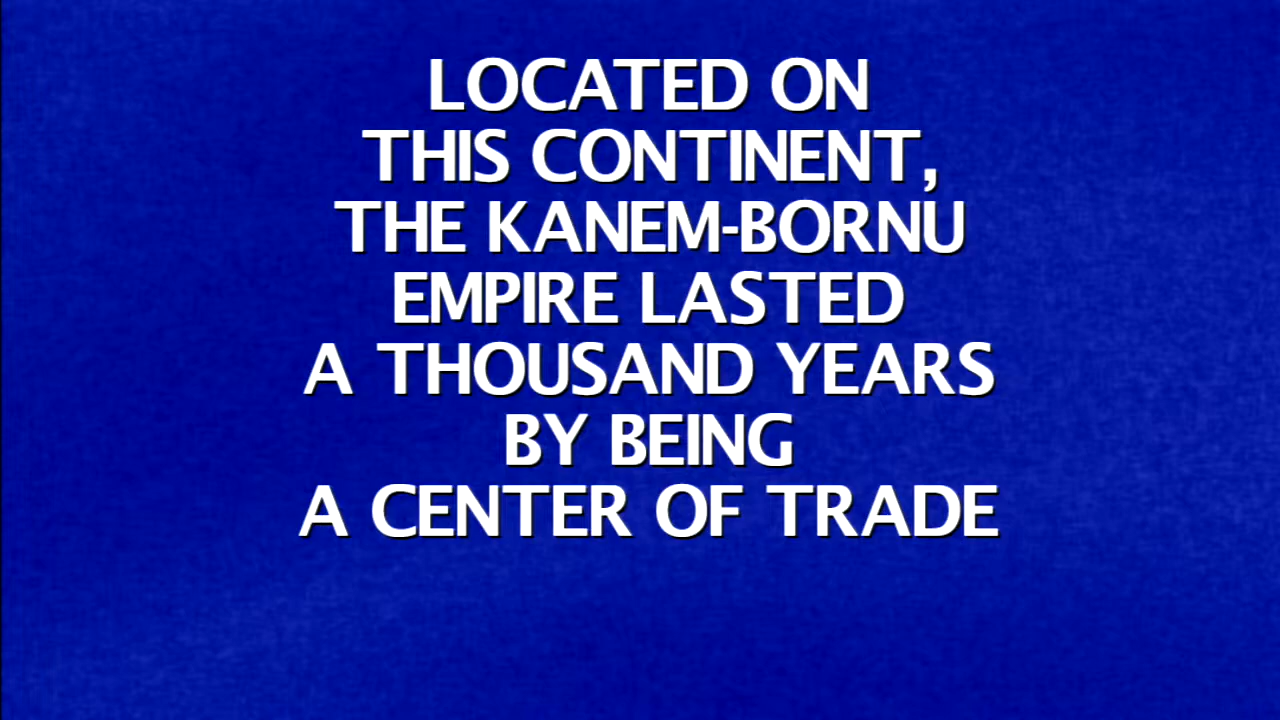 LOCATED ON
THIS CONTINENT,
THE KANEM-BORNU
EMPIRE LASTED
A THOUSAND YEARS
BY BEING
A CENTER OF TRADE